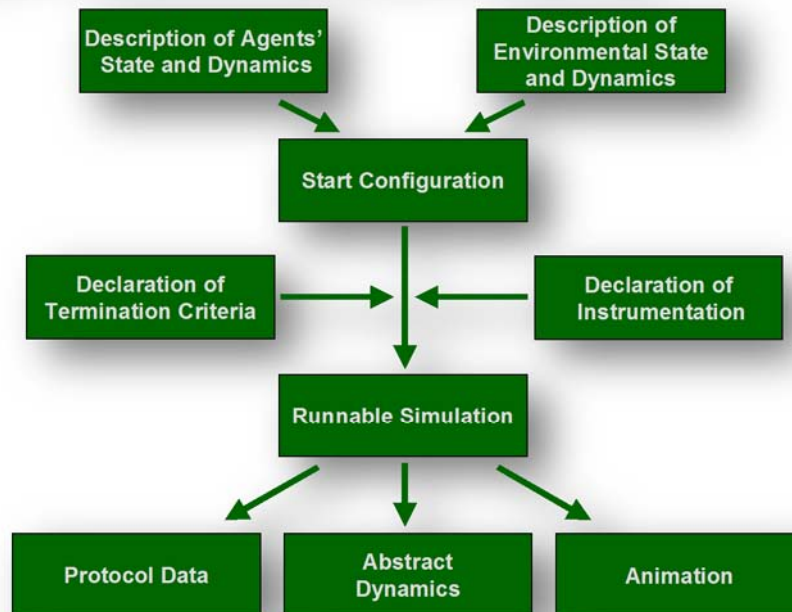 Description of Agents'
State and Dynamics
Description of
Environmental State
and Dynamics
Start Configuration
Declaration of
Termination Criteria
Declaration of
Instrumentation
Runnable Simulation
Protocol Data
Abstract
Dynamics
Animation